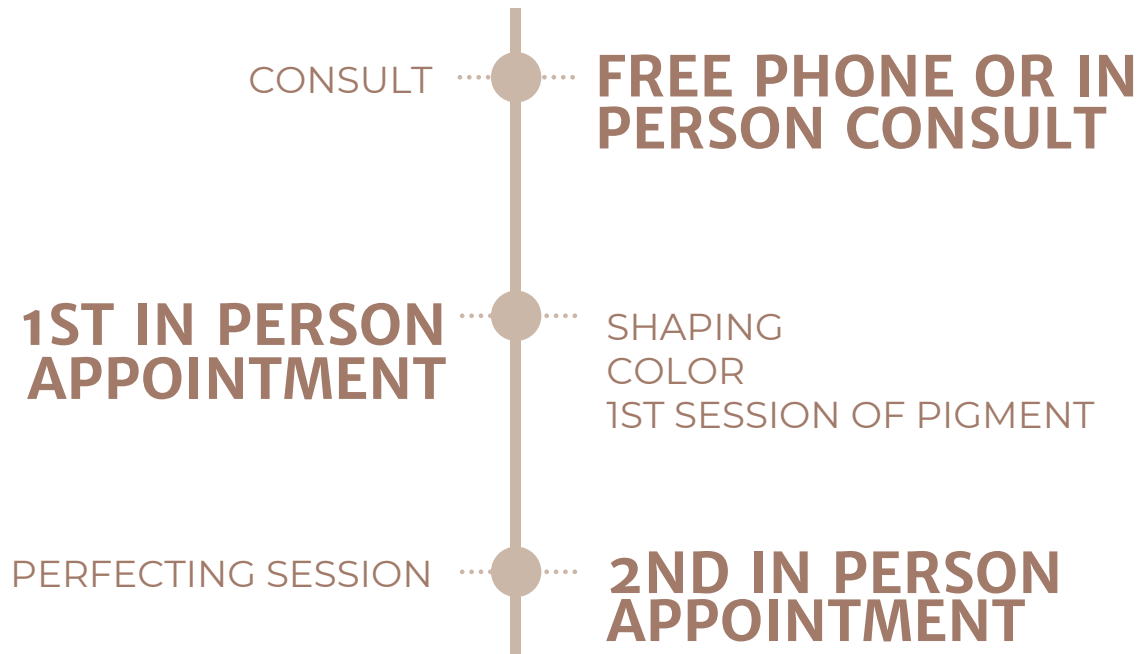 CONSULT
FREE PHONE OR IN
PERSON CONSULT
1ST IN PERSON
APPOINTMENT
SHAPING
COLOR
1ST SESSION OF PIGMENT
PERFECTING SESSION
2ND IN PERSON
APPOINTMENT